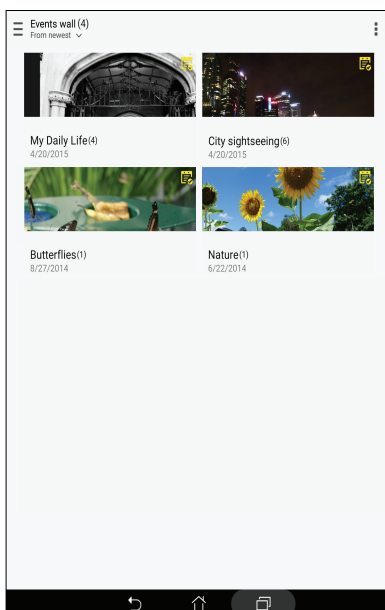 Events wall (4)
From newest
My Daily Life(4)
4/20/2015
City sightseeing(6)
4/20/2015
Butterflies(1)
8/27/2014
Nature(1)
6/22/2014